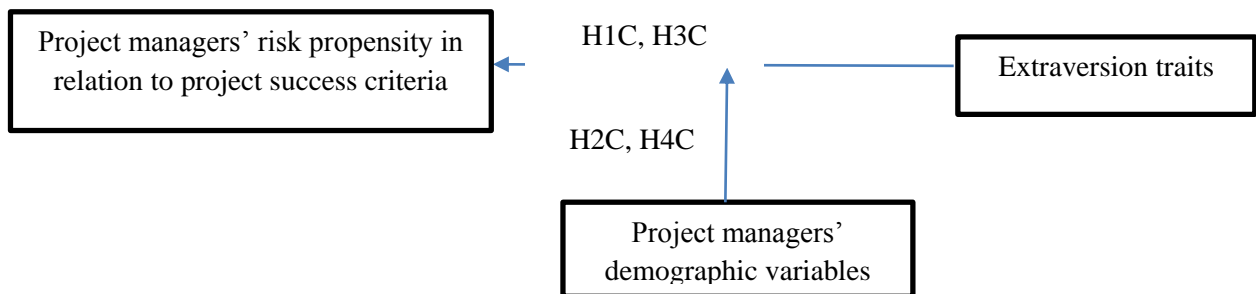 Project managers’ risk propensity in
relation to project success criteria
H1C, H3C
Extraversion traits
H2C, H4C
Project managers’
demographic variables